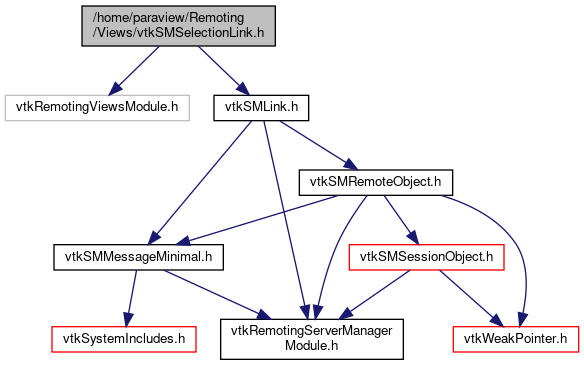 /home/paraview/Remoting
/Views/vtkSMSelectionLink.h
vtkRemotingViewsModule.h
vtkSMLink.h
vtkSMRemoteObject.h
vtkSMMessageMinimal.h
vtkSMSessionObject.h
vtkSystemIncludes.h
vtkRemotingServerManager
Module.h
vtkWeakPointer.h